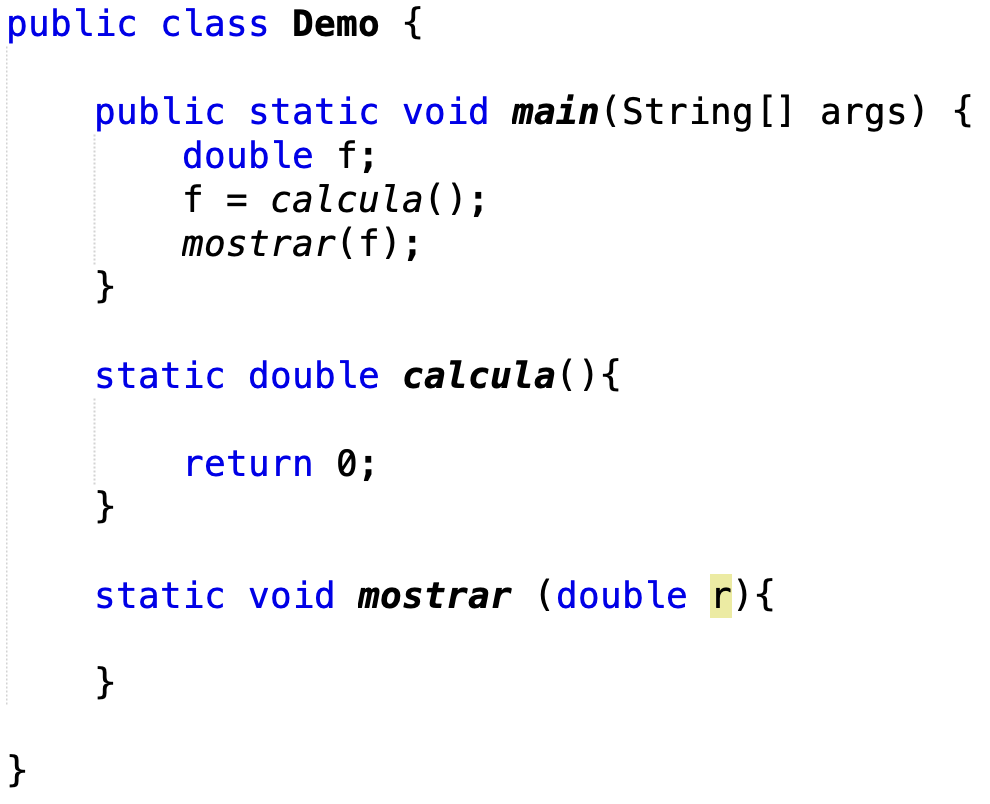 public class Demo {
public static void main(String[] args) {
double f;
f = calcula();
mostrar(f);
}
static double calcula(){
return 0;
}
static void mostrar (double r){
}
}